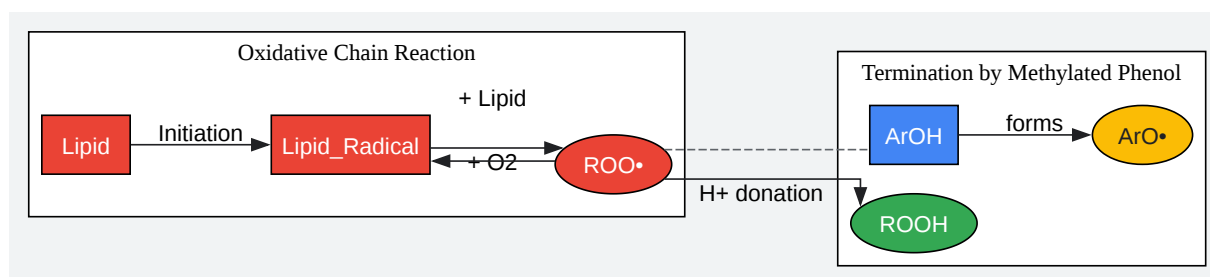 Oxidative Chain Reaction
Lipid
Initiation
Lipid_Radical
+ Lipid
+ O2
ROO•
H+ donation
Termination by Methylated Phenol
ArOH
forms
ArO•
ROOH